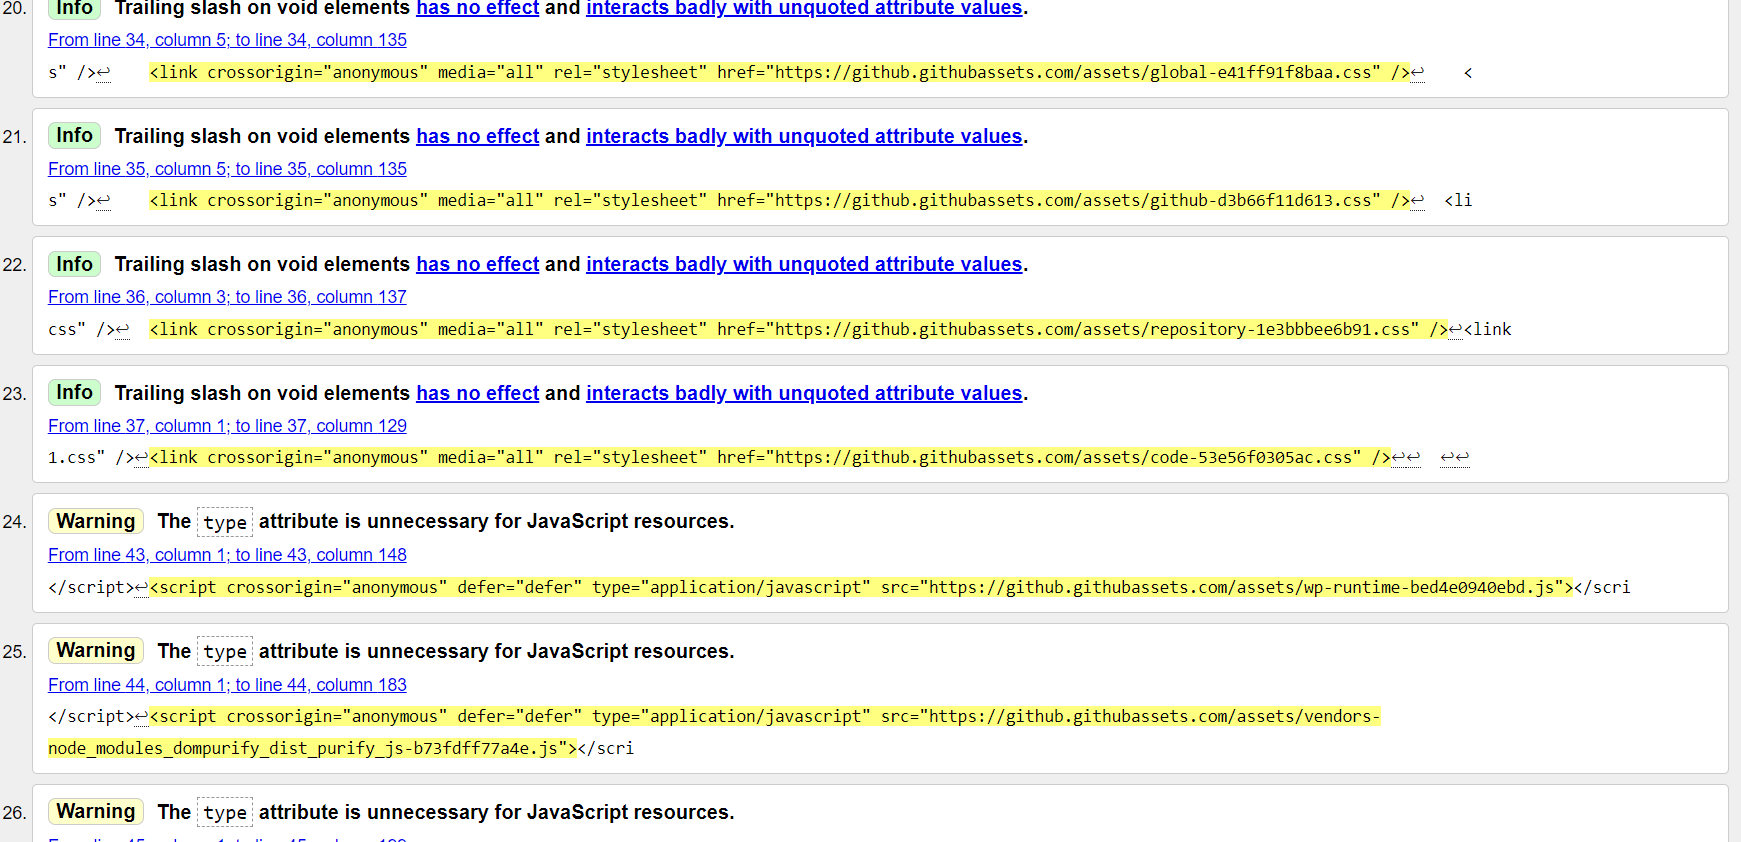 20. Info Trailing slash on void elements has no effect and interacts badly with unquoted attribute values.
From line 34, column 5; to line 34, column 135
s" />↩    <link crossorigin="anonymous" media="all" rel="stylesheet" href="https://github.githubassets.com/assets/global-e41ff91f8baa.css" />↩    <
21. Info Trailing slash on void elements has no effect and interacts badly with unquoted attribute values.
From line 35, column 5; to line 35, column 135
s" />↩    <link crossorigin="anonymous" media="all" rel="stylesheet" href="https://github.githubassets.com/assets/github-d3b66f11d613.css" />↩  <li
22. Info Trailing slash on void elements has no effect and interacts badly with unquoted attribute values.
From line 36, column 3; to line 36, column 137
css" />↩  <link crossorigin="anonymous" media="all" rel="stylesheet" href="https://github.githubassets.com/assets/repository-1e3bbbee6b91.css" />↩<link
23. Info Trailing slash on void elements has no effect and interacts badly with unquoted attribute values.
From line 37, column 1; to line 37, column 129
1.css" />↩<link crossorigin="anonymous" media="all" rel="stylesheet" href="https://github.githubassets.com/assets/code-53e56f0305ac.css" />↩↩  ↩↩
24. Warning The type attribute is unnecessary for JavaScript resources.
From line 43, column 1; to line 43, column 148
</script>↩<script crossorigin="anonymous" defer="defer" type="application/javascript" src="https://github.githubassets.com/assets/wp-runtime-bed4e0940ebd.js"></scri
25. Warning The type attribute is unnecessary for JavaScript resources.
From line 44, column 1; to line 44, column 183
</script>↩<script crossorigin="anonymous" defer="defer" type="application/javascript" src="https://github.githubassets.com/assets/vendors-
node_modules_dompurify_dist_purify_js-b73fdff77a4e.js"></scri
26. Warning The type attribute is unnecessary for JavaScript resources.